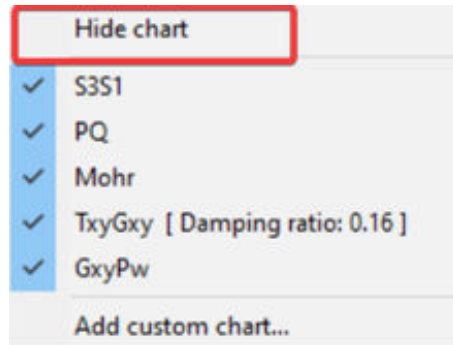 Hide chart
S3S1
PQ
Mohr
TxyGxy [ Damping ratio: 0.16 ]
GxyPw
Add custom chart...